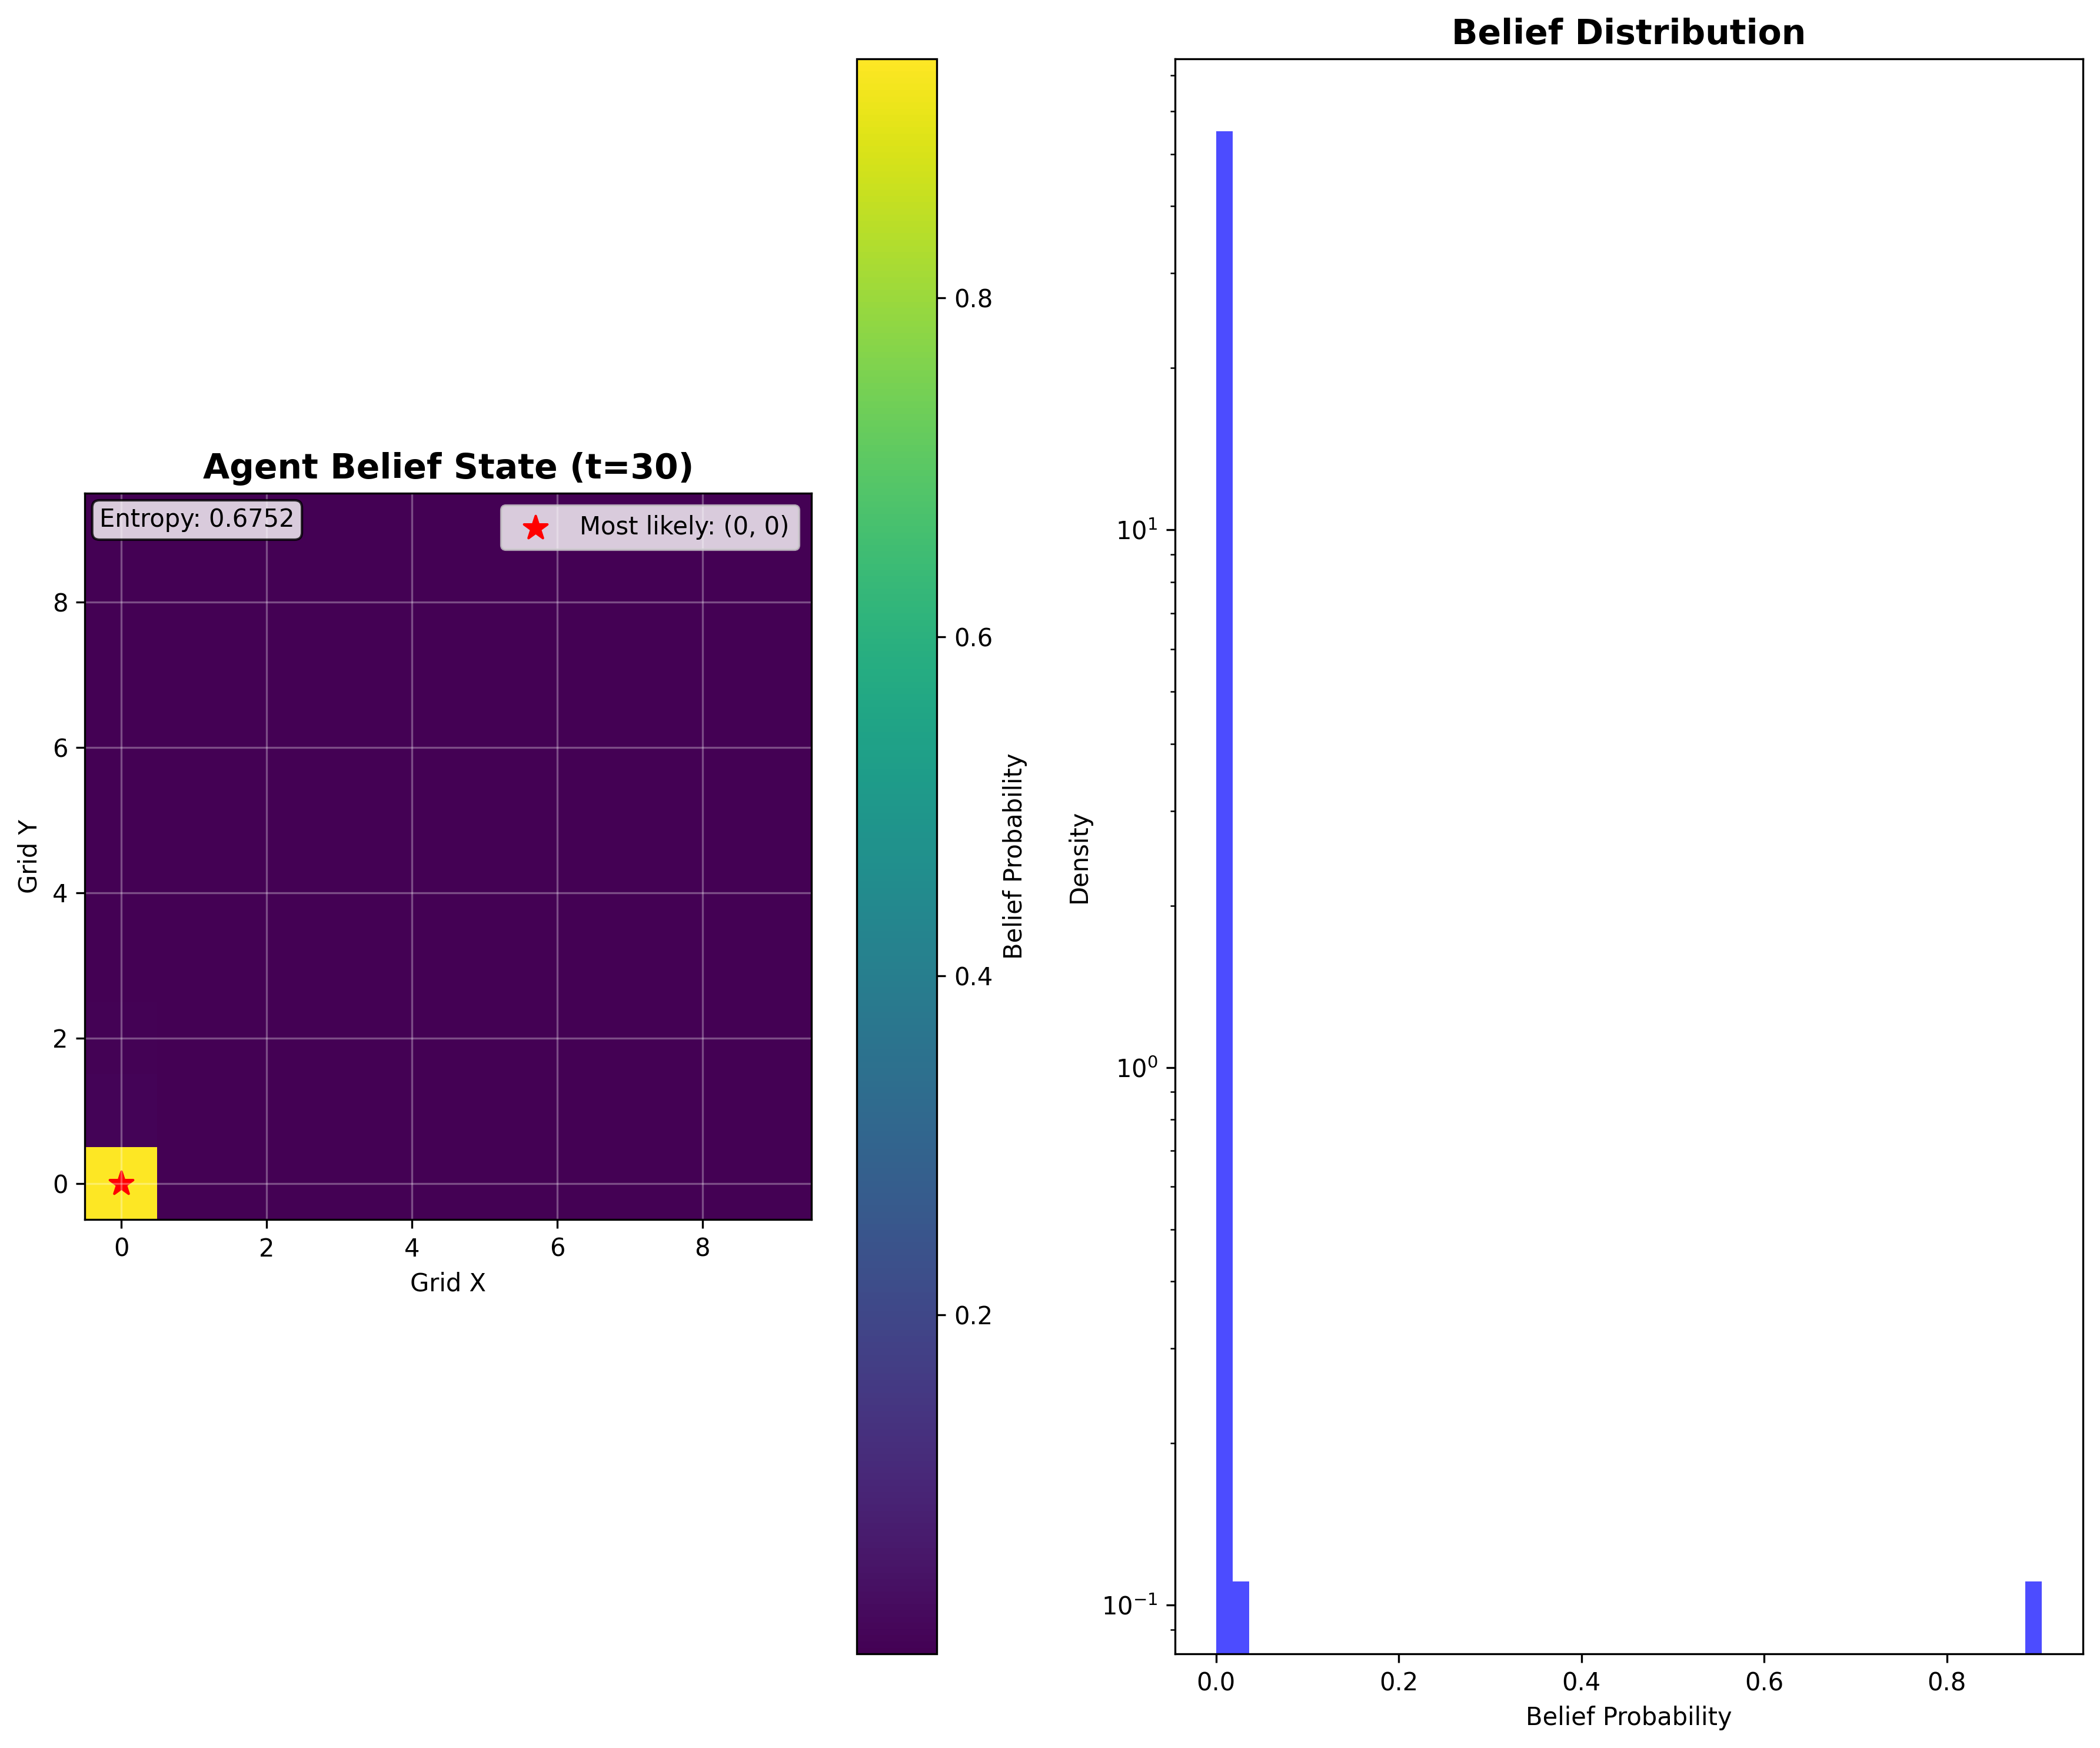 Agent Belief State (t=30)
Entropy: 0.6752
Most likely: (0, 0)
Grid Y
8
6
4
2
0
0 2 4 6 8
Grid X
0.8
0.6
0.4
0.2
Belief Probability
Belief Distribution
Density
10¹
10⁰
10⁻¹
0.0 0.2 0.4 0.6 0.8
Belief Probability